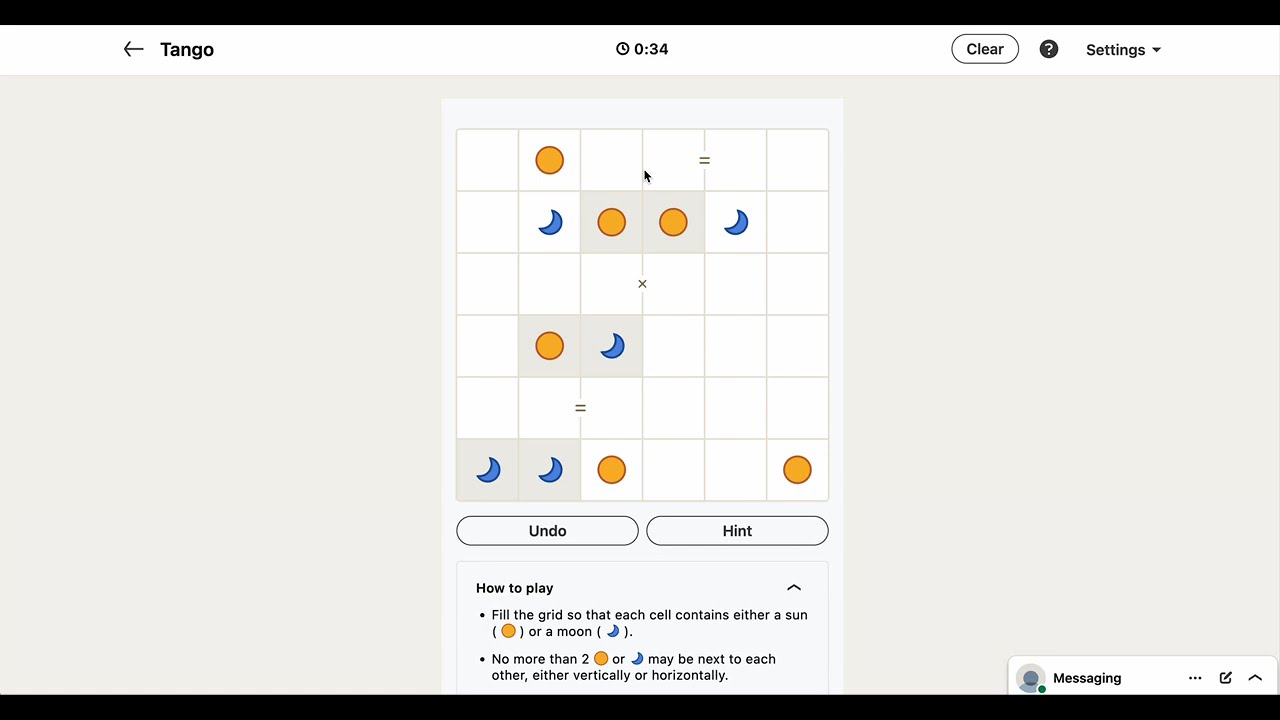 Tango
0:34
Clear
?
Settings
=
×
=
Undo
Hint
How to play
• Fill the grid so that each cell contains either a sun
( ) or a moon ( ).
• No more than 2 or may be next to each
other, either vertically or horizontally.
Messaging